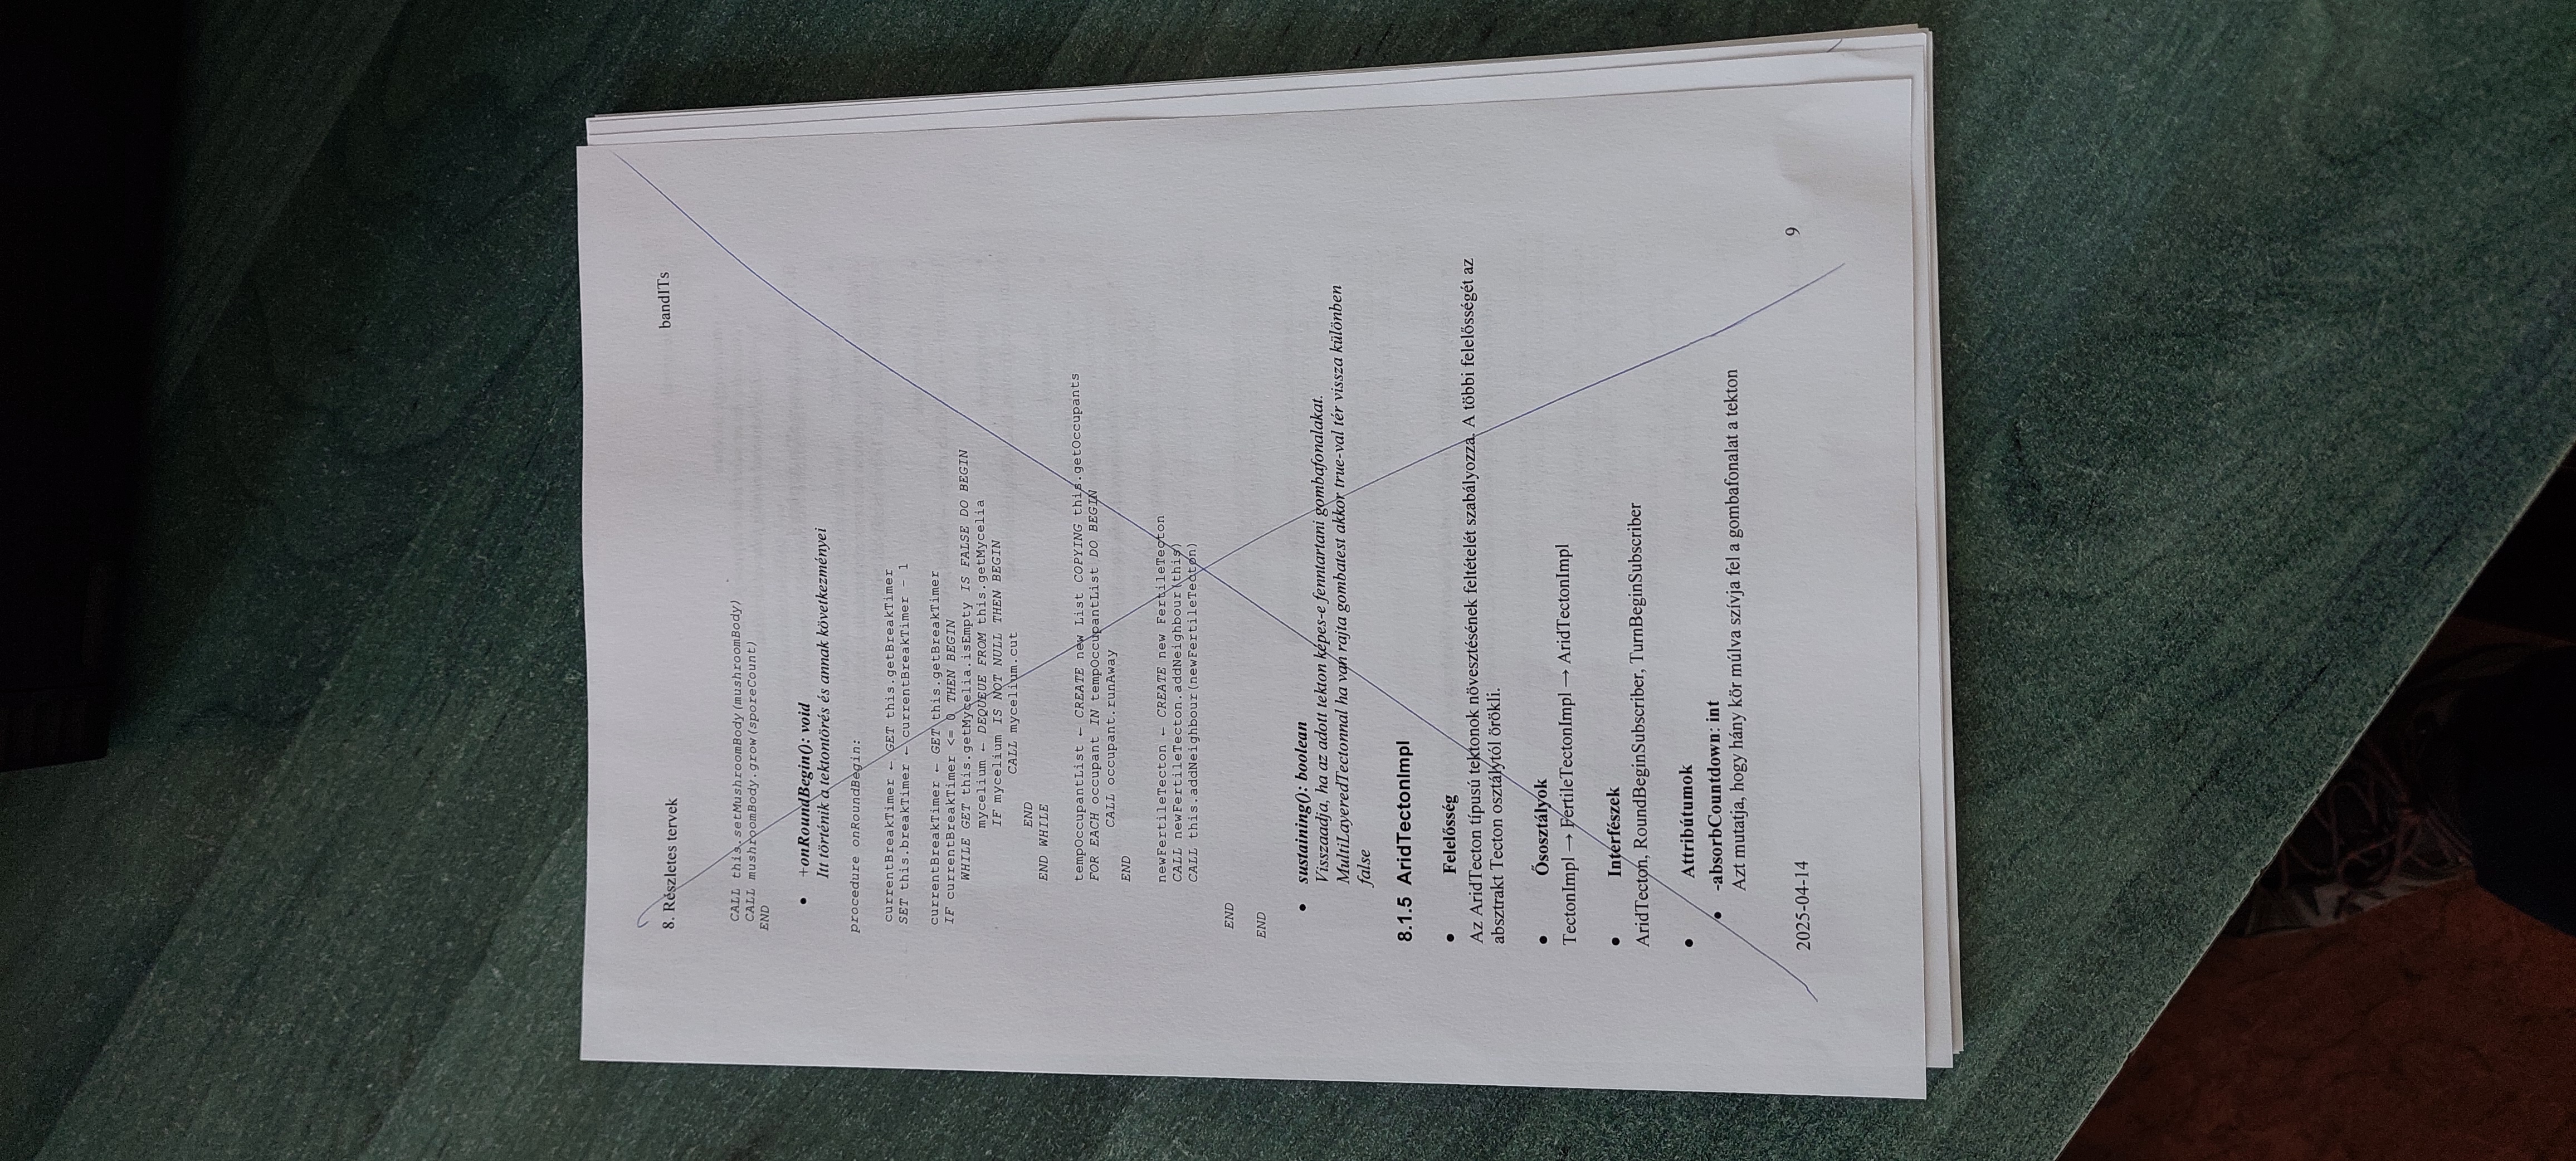 8. Részletes tervek bandITs
CALL this.setMushroomBody(mushroomBody)
CALL mushroomBody.grow(sporeCount)
END
• +onRoundBegin(): void
Itt történik a tektontörés és annak következményei
procedure onRoundBegin:
currentBreakTimer ← GET this.getBreakTimer
SET this.breakTimer ← currentBreakTimer - 1
currentBreakTimer ← GET this.getBreakTimer
IF currentBreakTimer <= 0 THEN BEGIN
WHILE GET this.getMycelia.isEmpty IS FALSE DO BEGIN
mycelium ← DEQUEUE FROM this.getMycelia
IF mycelium IS NOT NULL THEN BEGIN
CALL mycelium.cut
END
END WHILE
tempOccupantList ← CREATE new List COPYING this.getOccupants
FOR EACH occupant IN tempOccupantList DO BEGIN
CALL occupant.runAway
END
newFertileTecton ← CREATE new FertileTecton
CALL newFertileTecton.addNeighbour(this)
CALL this.addNeighbour(newFertileTecton)
END
END
• sustaining(): boolean
Visszaadja, ha az adott tekton képes-e fenntartani gombafonalakat.
MultiLayeredTectonnal ha van rajta gombatest akkor true-val tér vissza különben
false
8.1.5 AridTectonImpl
• Felelősség
Az AridTecton típusú tektonok növesztésének feltételét szabályozza. A többi felelősségét az
absztrakt Tecton osztálytól örökli.
• Ősosztályok
TectonImpl → FertileTectonImpl → AridTectonImpl
• Interfészek
AridTecton, RoundBeginSubscriber, TurnBeginSubscriber
• Attribútumok
• -absorbCountdown: int
Azt mutatja, hogy hány kör múlva szívja fel a gombafonalat a tekton
2025-04-14 9